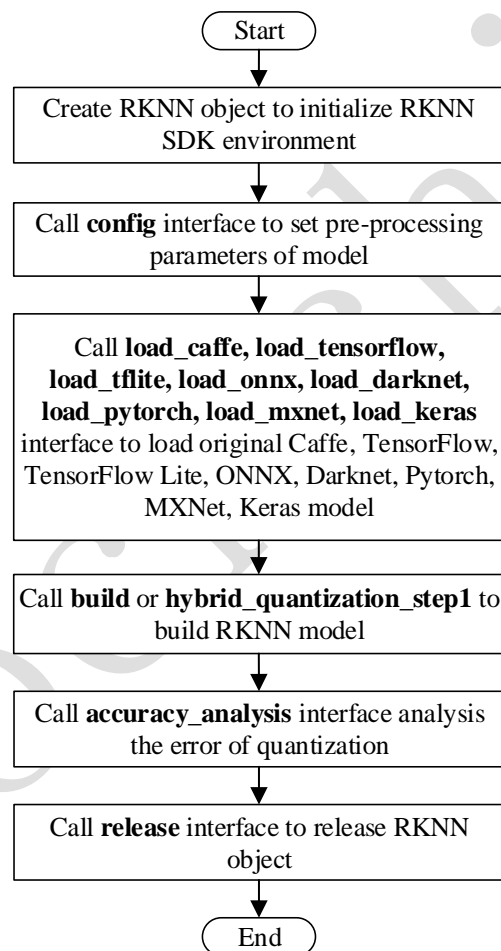 Start
Create RKNN object to initialize RKNN
SDK environment
Call config interface to set pre-processing
parameters of model
Call load_caffe, load_tensorflow,
load_tflite, load_onnx, load_darknet,
load_pytorch, load_mxnet, load_keras
interface to load original Caffe, TensorFlow,
TensorFlow Lite, ONNX, Darknet, Pytorch,
MXNet, Keras model
Call build or hybrid_quantization_step1 to
build RKNN model
Call accuracy_analysis interface analysis
the error of quantization
Call release interface to release RKNN
object
End